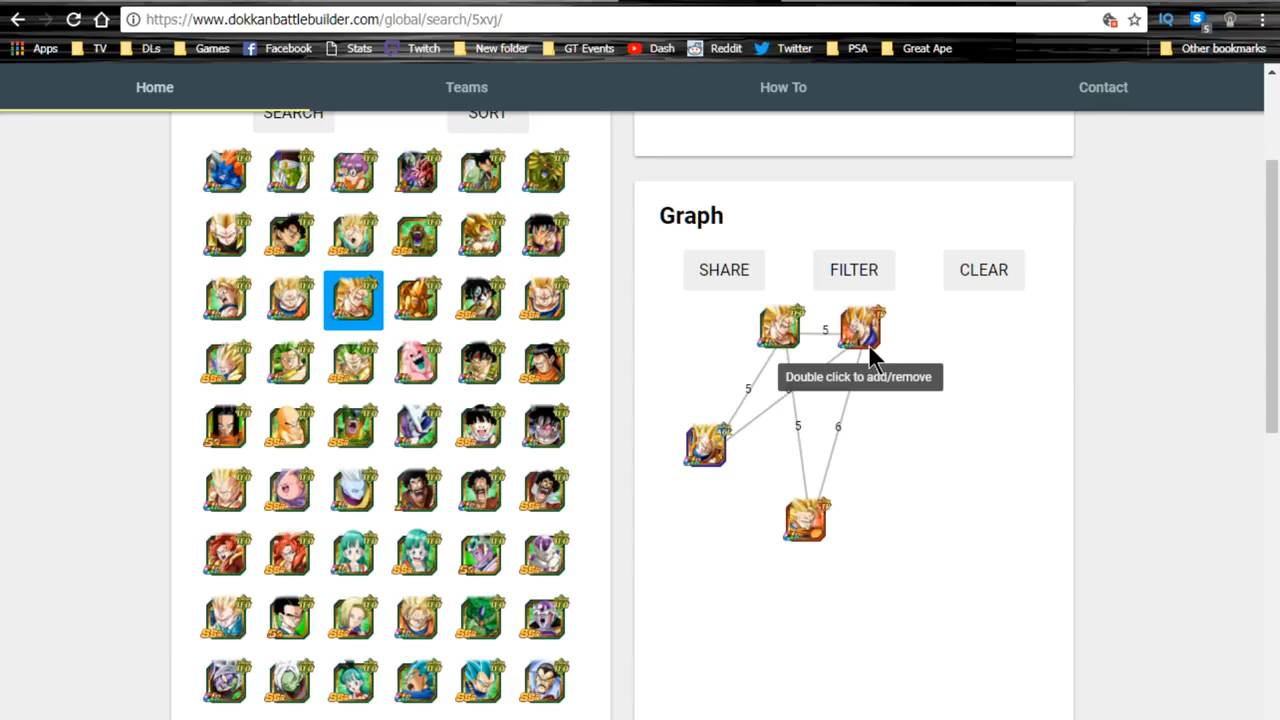 https://www.dokkanbattlebuilder.com/global/search/5xvj/
IQ
S
5
Apps TV DLs Games Facebook Stats Twitch New folder GT Events Dash Reddit Twitter PSA Great Ape Other bookmarks
Home Teams How To Contact
SEARCH SORT
Graph
SHARE FILTER CLEAR
5
Double click to add/remove
5
5 6